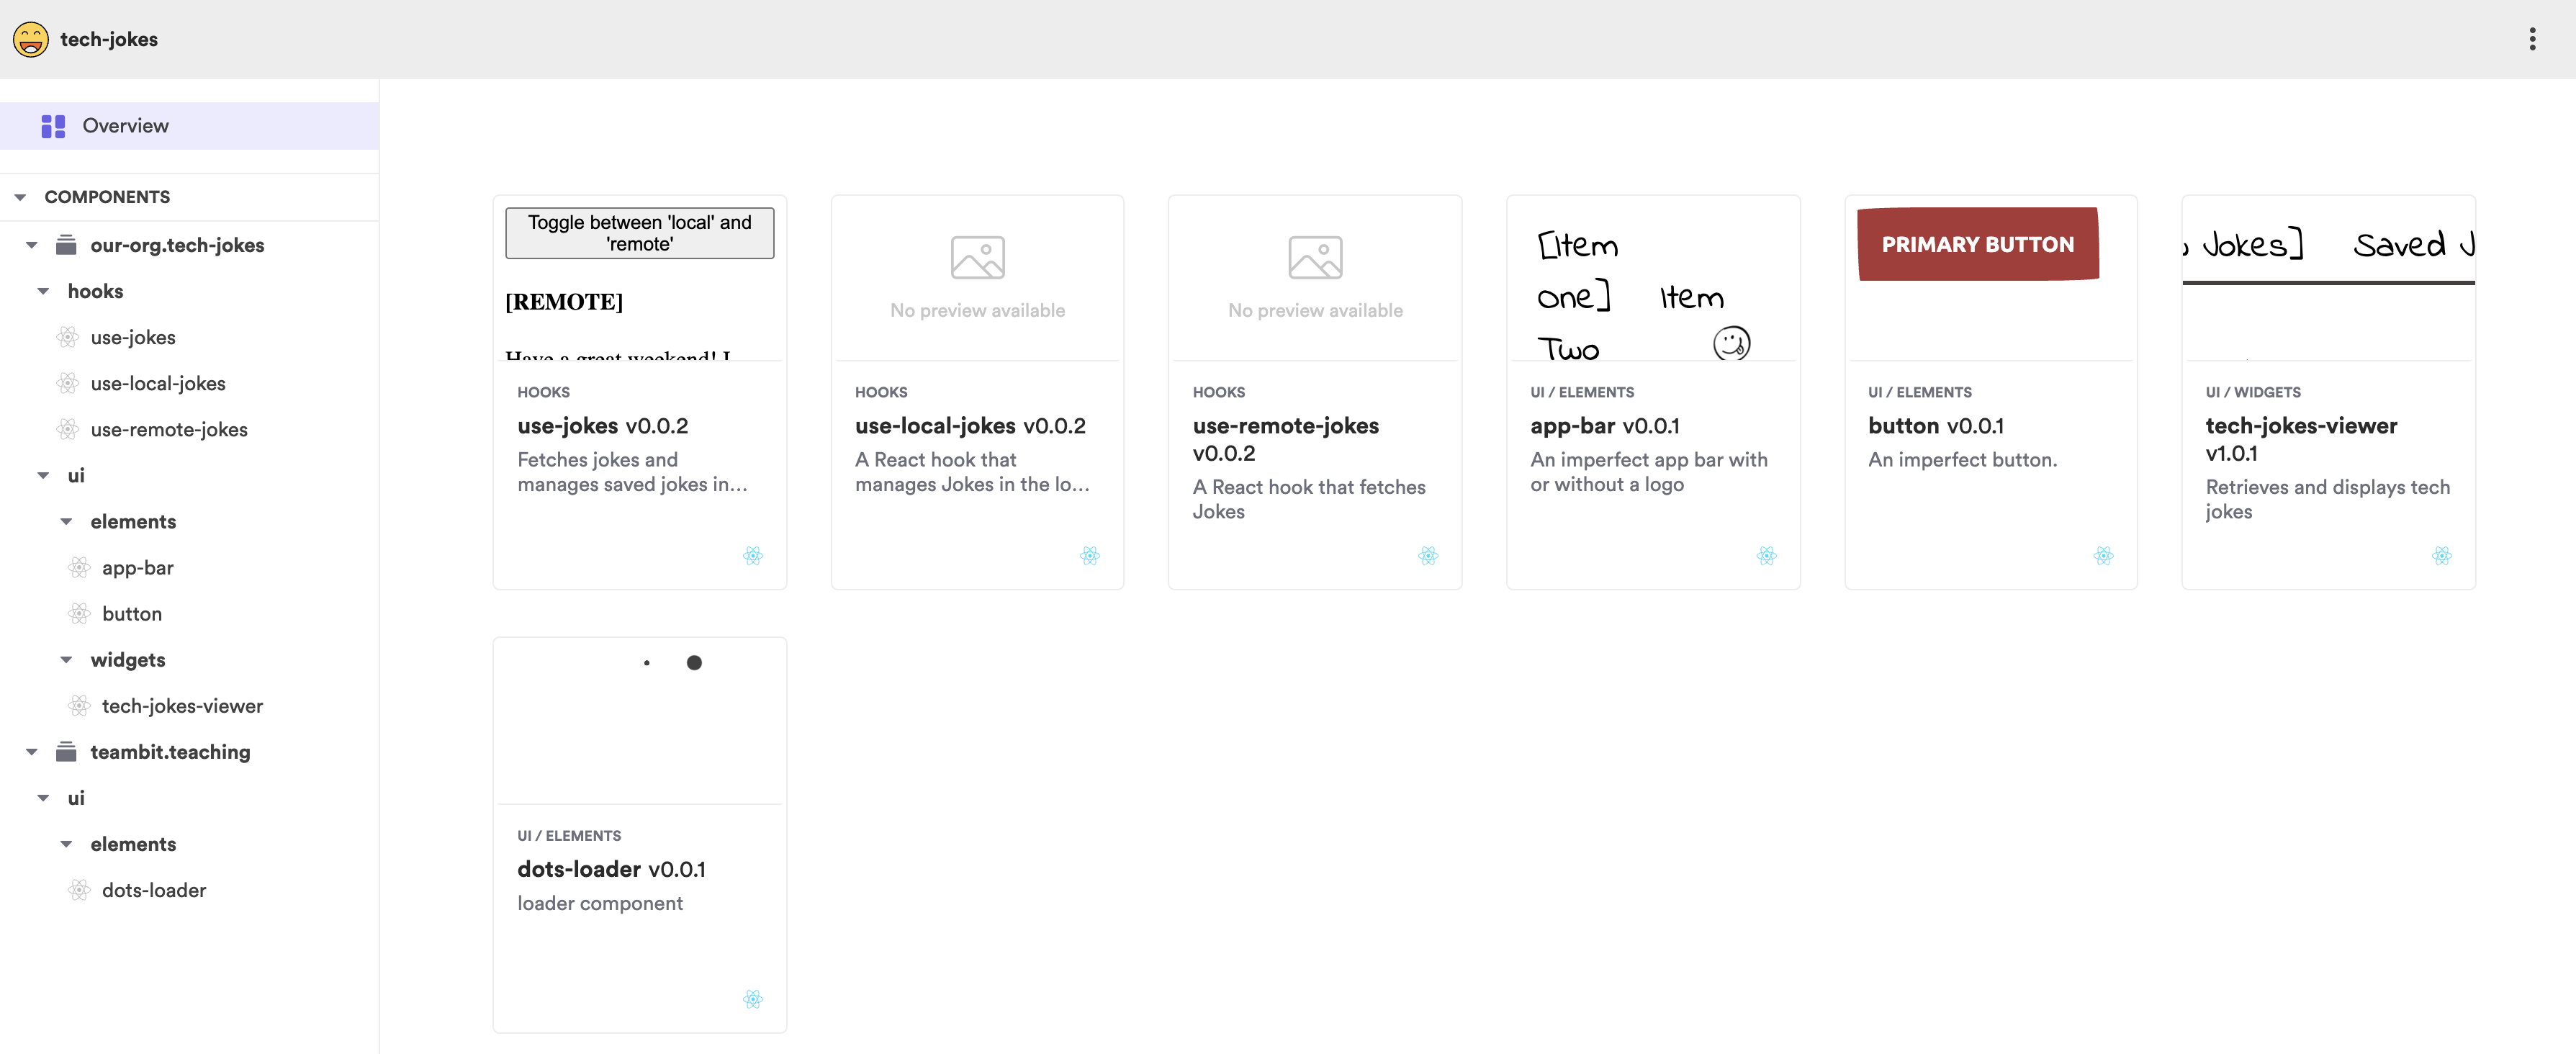 tech-jokes
Overview
COMPONENTS
our-org.tech-jokes
hooks
use-jokes
use-local-jokes
use-remote-jokes
ui
elements
app-bar
button
widgets
tech-jokes-viewer
teambit.teaching
ui
elements
dots-loader
Toggle between 'local' and
'remote'
[REMOTE]
Have a great weekend! I
HOOKS
use-jokes v0.0.2
Fetches jokes and
manages saved jokes in...
No preview available
HOOKS
use-local-jokes v0.0.2
A React hook that
manages Jokes in the lo...
No preview available
HOOKS
use-remote-jokes
v0.0.2
A React hook that fetches
Jokes
[Item
one] Item
Two
UI / ELEMENTS
app-bar v0.0.1
An imperfect app bar with
or without a logo
PRIMARY BUTTON
UI / ELEMENTS
button v0.0.1
An imperfect button.
Jokes] Saved J
UI / WIDGETS
tech-jokes-viewer
v1.0.1
Retrieves and displays tech
jokes
UI / ELEMENTS
dots-loader v0.0.1
loader component